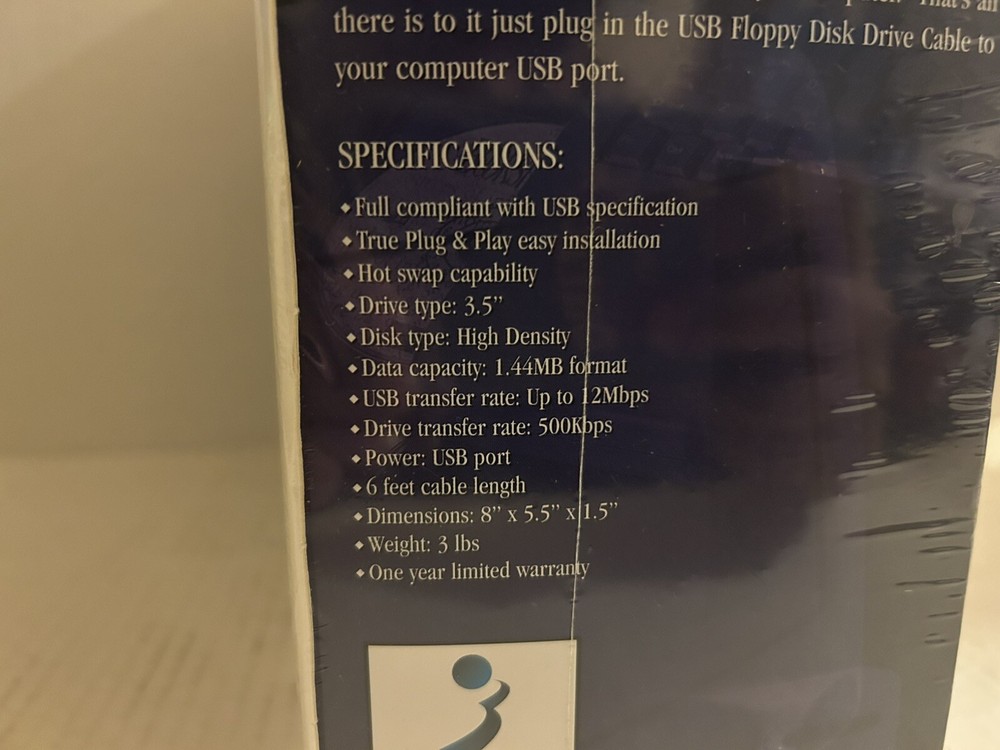 That's all
there is to it just plug in the USB Floppy Disk Drive Cable to
your computer USB port.
SPECIFICATIONS:
◆Full compliant with USB specification
◆True Plug & Play easy installation
◆Hot swap capability
◆Drive type: 3.5”
◆Disk type: High Density
◆Data capacity: 1.44MB format
◆USB transfer rate: Up to 12Mbps
◆Drive transfer rate: 500Kbps
◆Power: USB port
◆6 feet cable length
◆Dimensions: 8” x 5.5” x 1.5”
◆Weight: 3 lbs
◆One year limited warranty